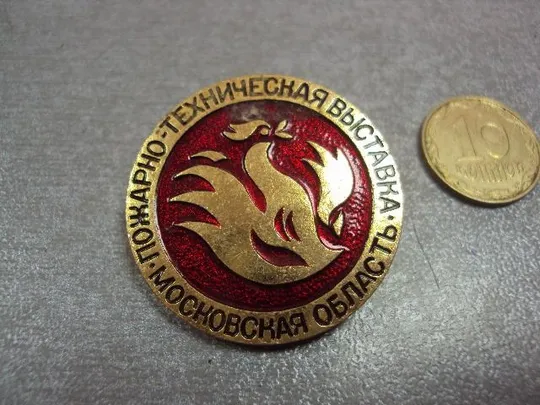 ПОЖАРНО-ТЕХНИЧЕСКАЯ ВЫСТАВКА·
МОСКОВСКАЯ ОБЛАСТЬ·
10